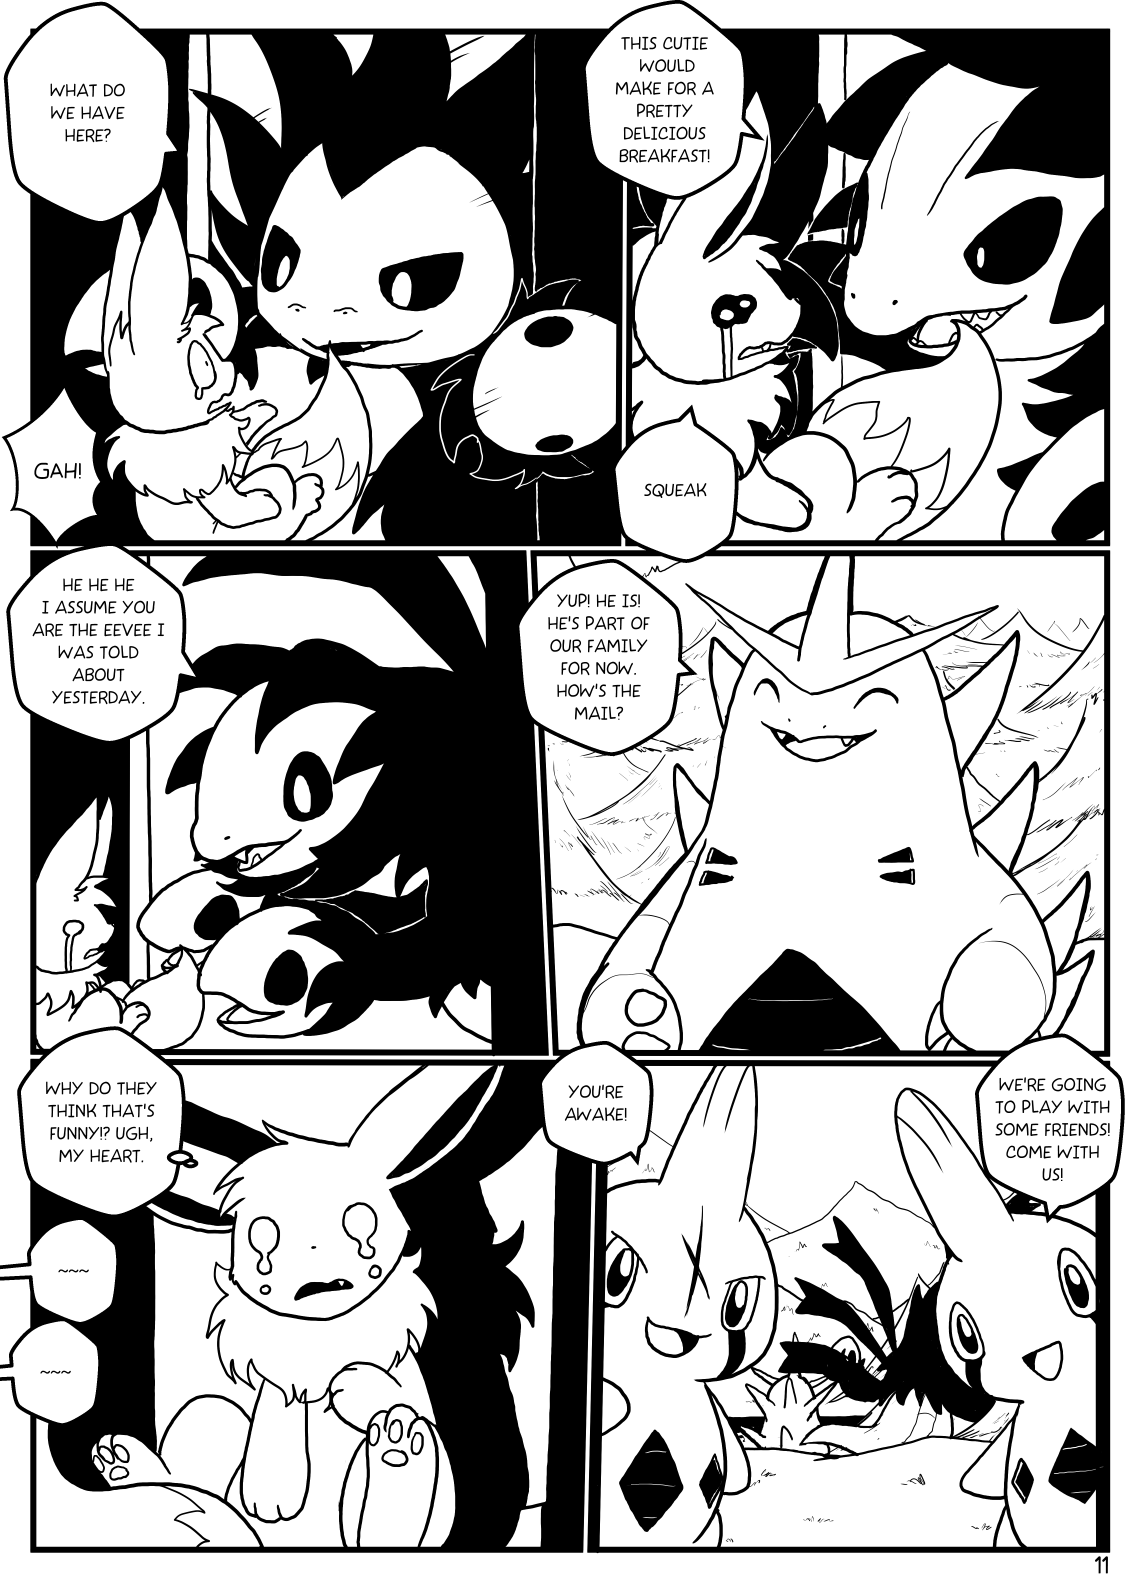 WHAT DO
WE HAVE
HERE?
GAH!
THIS CUTIE
WOULD
MAKE FOR A
PRETTY
DELICIOUS
BREAKFAST!
SQUEAK
HE HE HE
I ASSUME YOU
ARE THE EEVEE I
WAS TOLD
ABOUT
YESTERDAY.
YUP! HE IS!
HE'S PART OF
OUR FAMILY
FOR NOW.
HOW'S THE
MAIL?
WHY DO THEY
THINK THAT'S
FUNNY!? UGH,
MY HEART.
~~~
~~~
YOU'RE
AWAKE!
WE'RE GOING
TO PLAY WITH
SOME FRIENDS!
COME WITH
US!
11